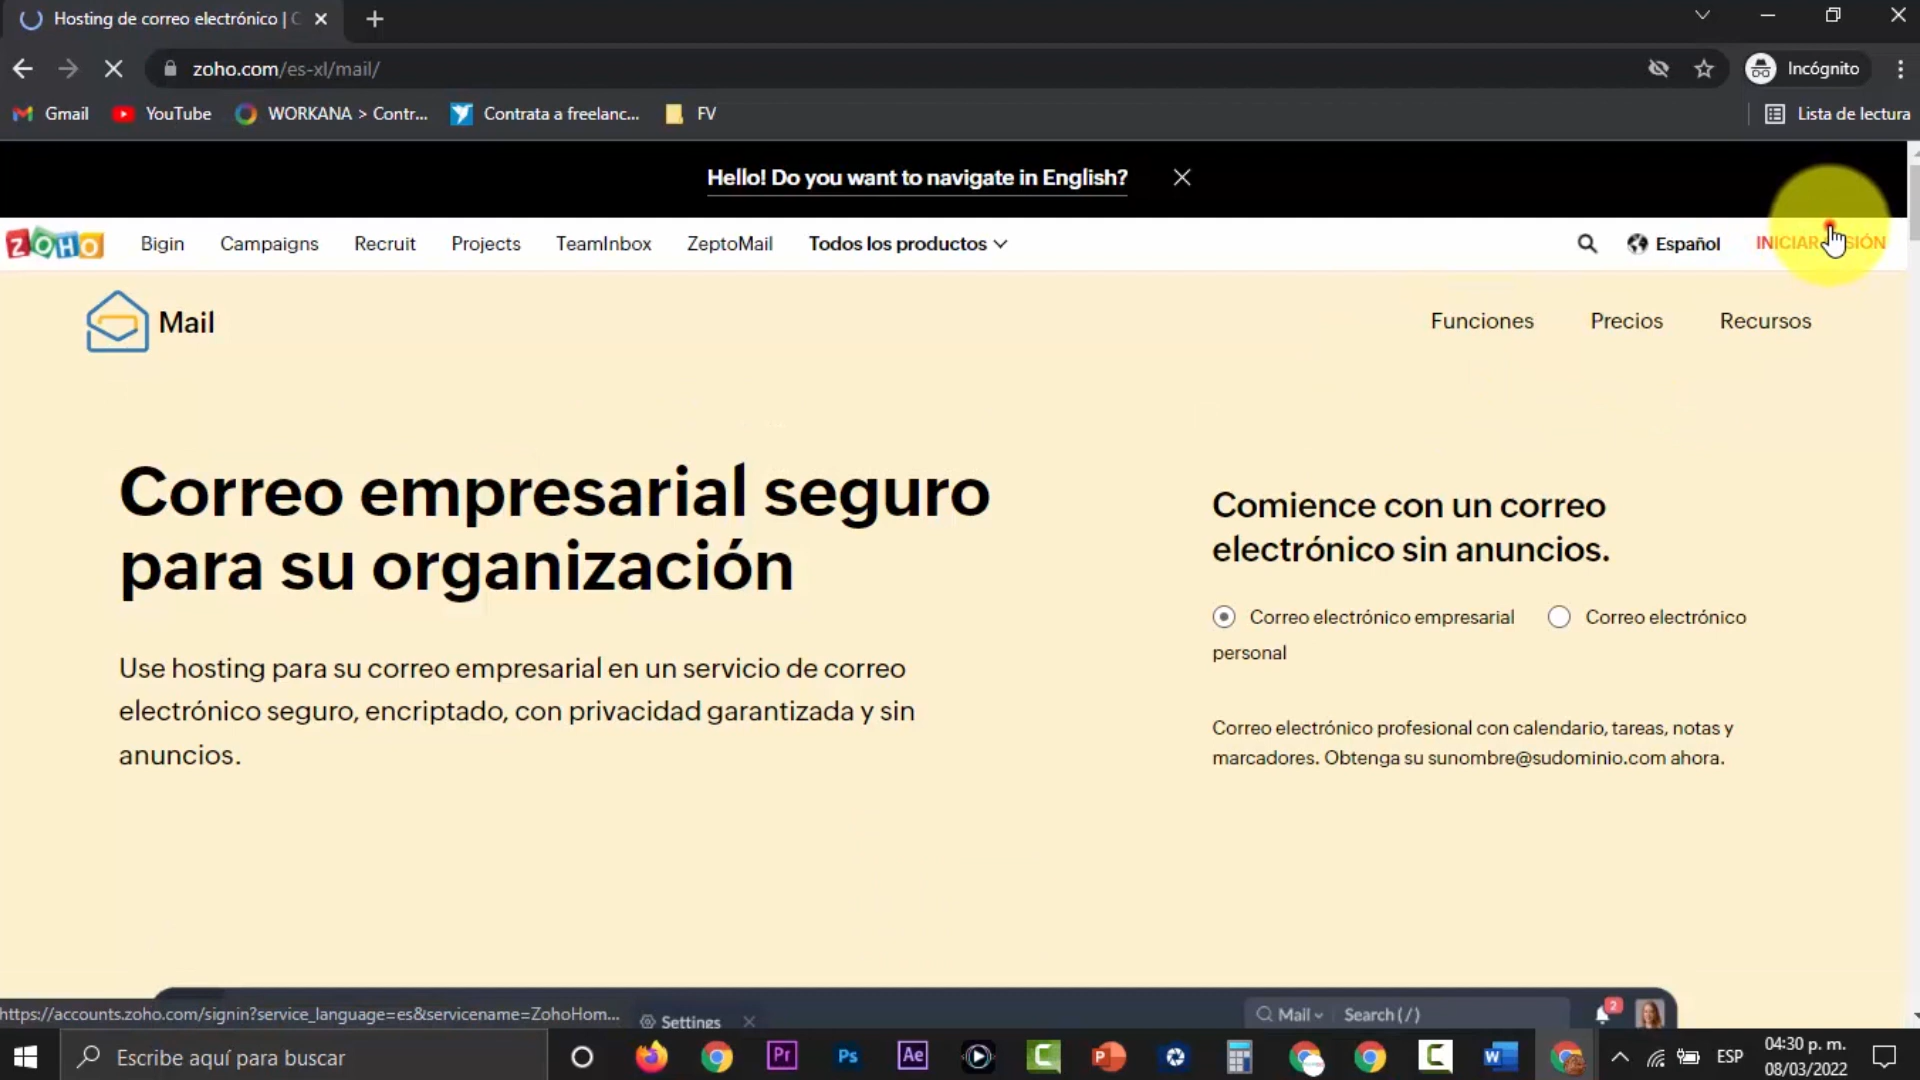 Hosting de correo electrónico | C
zoho.com/es-xl/mail/
Incógnito
Gmail
YouTube
WORKANA > Contr...
Contrata a freelanc...
FV
Lista de lectura
Hello! Do you want to navigate in English?
ZOHO
Bigin
Campaigns
Recruit
Projects
TeamInbox
ZeptoMail
Todos los productos
Español
INICIAR SIÓN
Mail
Funciones
Precios
Recursos
Correo empresarial seguro
para su organización
Use hosting para su correo empresarial en un servicio de correo
electrónico seguro, encriptado, con privacidad garantizada y sin
anuncios.
Comience con un correo
electrónico sin anuncios.
Correo electrónico empresarial
Correo electrónico
personal
Correo electrónico profesional con calendario, tareas, notas y
marcadores. Obtenga su sunombre@sudominio.com ahora.
https://accounts.zoho.com/signin?service_language=es&servicename=ZohoHom...
Settings
Mail
Search (/)
2
Escribe aquí para buscar
Pr
Ps
Ae
ESP
04:30 p. m.
08/03/2022